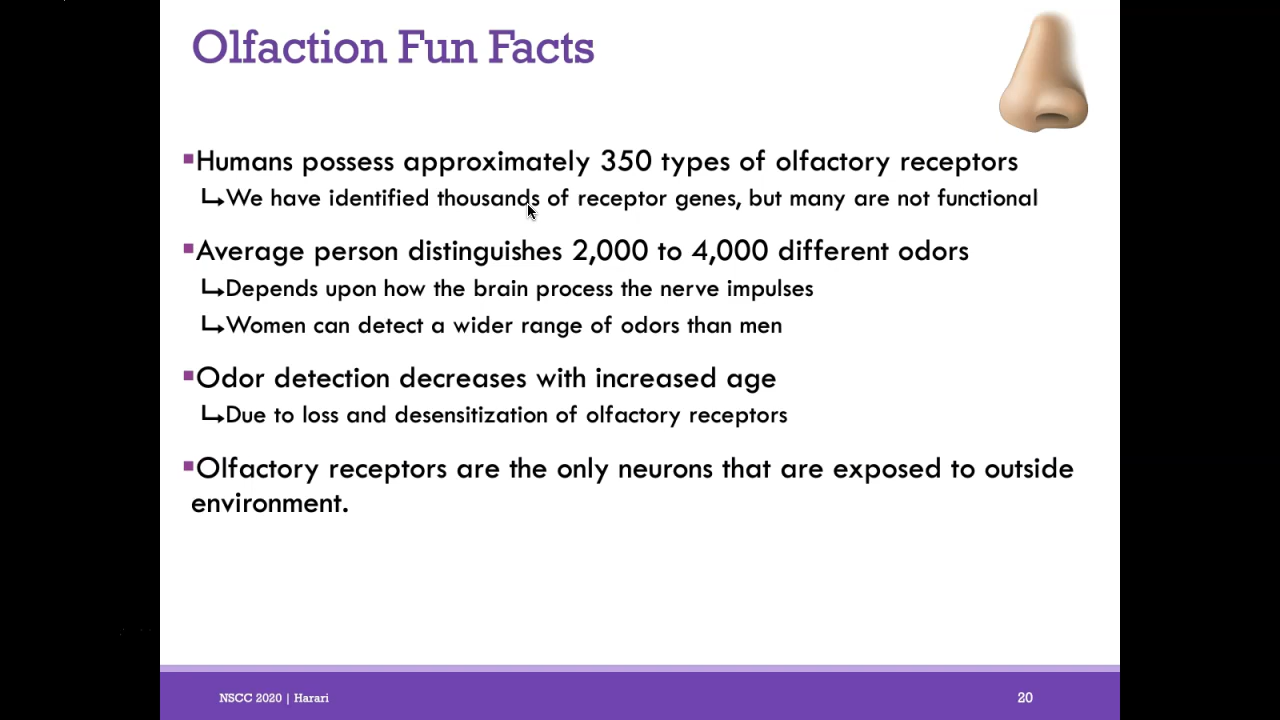 Olfaction Fun Facts
▪Humans possess approximately 350 types of olfactory receptors
↳We have identified thousands of receptor genes, but many are not functional
▪Average person distinguishes 2,000 to 4,000 different odors
↳Depends upon how the brain process the nerve impulses
↳Women can detect a wider range of odors than men
▪Odor detection decreases with increased age
↳Due to loss and desensitization of olfactory receptors
▪Olfactory receptors are the only neurons that are exposed to outside
environment.
NSCC 2020 | Harari
20